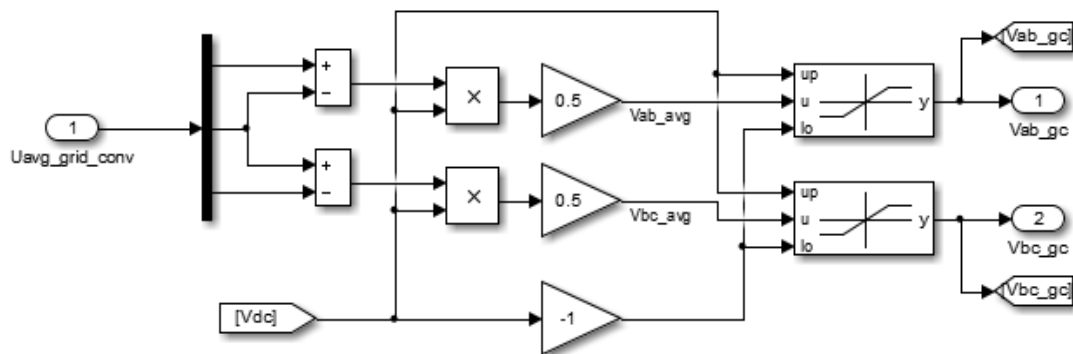 [Vab_gc]
+
−
up
u
lo
y
×
0.5
Vab_avg
1
Vab_gc
1
Uavg_grid_conv
+
−
×
0.5
Vbc_avg
up
u
lo
y
2
Vbc_gc
[Vbc_gc]
[Vdc]
-1